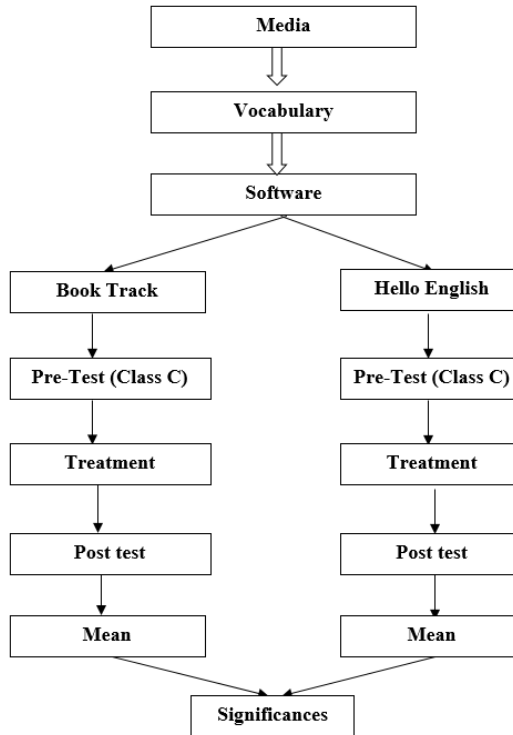 Media
Vocabulary
Software
Book Track
Hello English
Pre-Test (Class C)
Pre-Test (Class C)
Treatment
Treatment
Post test
Post test
Mean
Mean
Significances